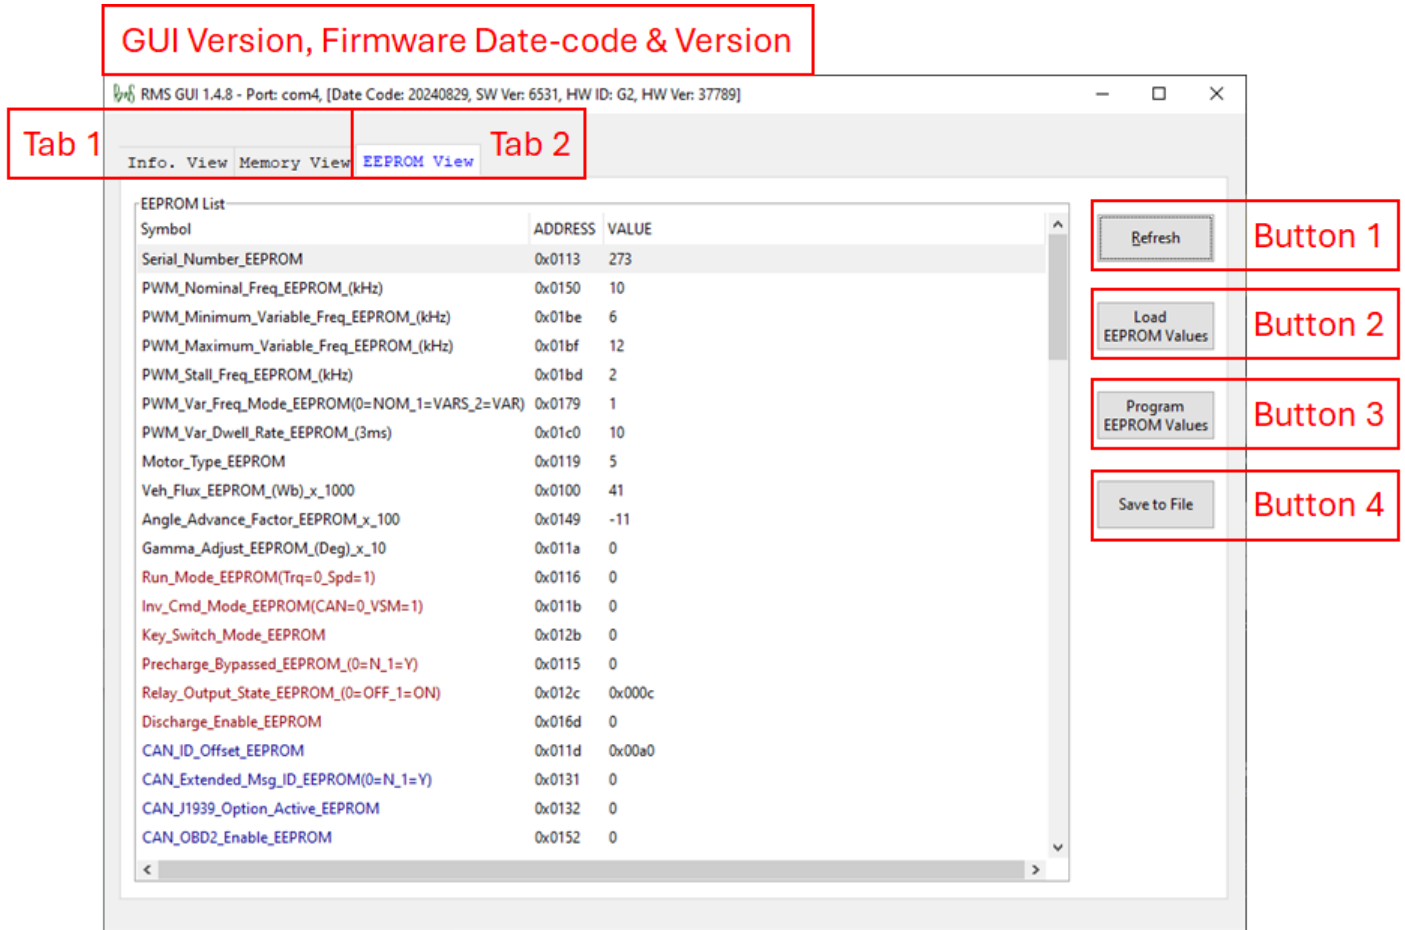 GUI Version, Firmware Date-code & Version
RMS GUI 1.4.8 - Port: com4, [Date Code: 20240829, SW Ver: 6531, HW ID: G2, HW Ver: 37789]
Tab 1
Tab 2
Info. View Memory View EEPROM View
EEPROM List
Symbol ADDRESS VALUE
Serial_Number_EEPROM 0x0113 273
PWM_Nominal_Freq_EEPROM_(kHz) 0x0150 10
PWM_Minimum_Variable_Freq_EEPROM_(kHz) 0x01be 6
PWM_Maximum_Variable_Freq_EEPROM_(kHz) 0x01bf 12
PWM_Stall_Freq_EEPROM_(kHz) 0x01bd 2
PWM_Var_Freq_Mode_EEPROM(0=NOM_1=VARS_2=VAR) 0x0179 1
PWM_Var_Dwell_Rate_EEPROM_(3ms) 0x01c0 10
Motor_Type_EEPROM 0x0119 5
Veh_Flux_EEPROM_(Wb)_x_1000 0x0100 41
Angle_Advance_Factor_EEPROM_x_100 0x0149 -11
Gamma_Adjust_EEPROM_(Deg)_x_10 0x011a 0
Run_Mode_EEPROM(Trq=0_Spd=1) 0x0116 0
Inv_Cmd_Mode_EEPROM(CAN=0_VSM=1) 0x011b 0
Key_Switch_Mode_EEPROM 0x012b 0
Precharge_Bypassed_EEPROM_(0=N_1=Y) 0x0115 0
Relay_Output_State_EEPROM_(0=OFF_1=ON) 0x012c 0x000c
Discharge_Enable_EEPROM 0x016d 0
CAN_ID_Offset_EEPROM 0x011d 0x00a0
CAN_Extended_Msg_ID_EEPROM(0=N_1=Y) 0x0131 0
CAN_J1939_Option_Active_EEPROM 0x0132 0
CAN_OBD2_Enable_EEPROM 0x0152 0
Refresh
Button 1
Load
EEPROM Values
Button 2
Program
EEPROM Values
Button 3
Save to File
Button 4